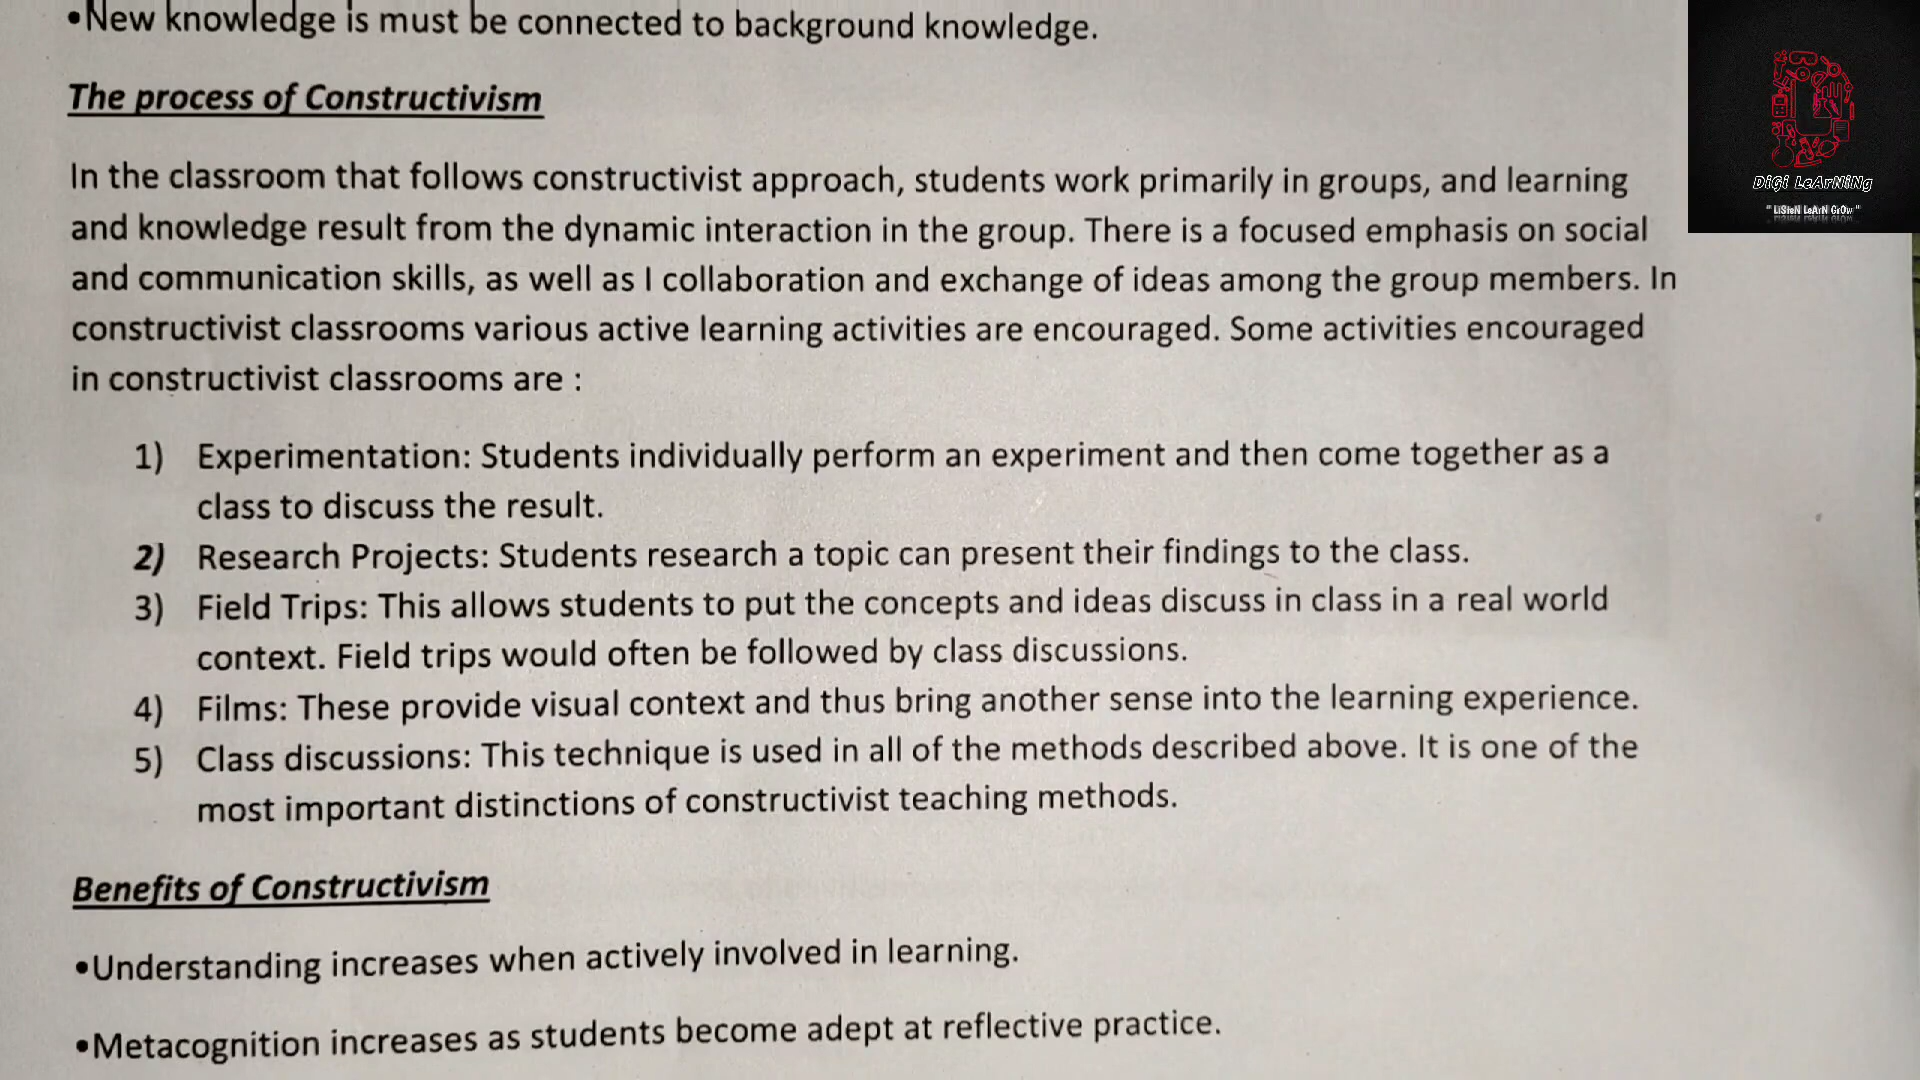 •New knowledge is must be connected to background knowledge.
The process of Constructivism
In the classroom that follows constructivist approach, students work primarily in groups, and learning
and knowledge result from the dynamic interaction in the group. There is a focused emphasis on social
and communication skills, as well as I collaboration and exchange of ideas among the group members. In
constructivist classrooms various active learning activities are encouraged. Some activities encouraged
in constructivist classrooms are :
1) Experimentation: Students individually perform an experiment and then come together as a
class to discuss the result.
2) Research Projects: Students research a topic can present their findings to the class.
3) Field Trips: This allows students to put the concepts and ideas discuss in class in a real world
context. Field trips would often be followed by class discussions.
4) Films: These provide visual context and thus bring another sense into the learning experience.
5) Class discussions: This technique is used in all of the methods described above. It is one of the
most important distinctions of constructivist teaching methods.
Benefits of Constructivism
•Understanding increases when actively involved in learning.
•Metacognition increases as students become adept at reflective practice.
DiGi LeArNiNg
" LiSteN LeArN GrOw "